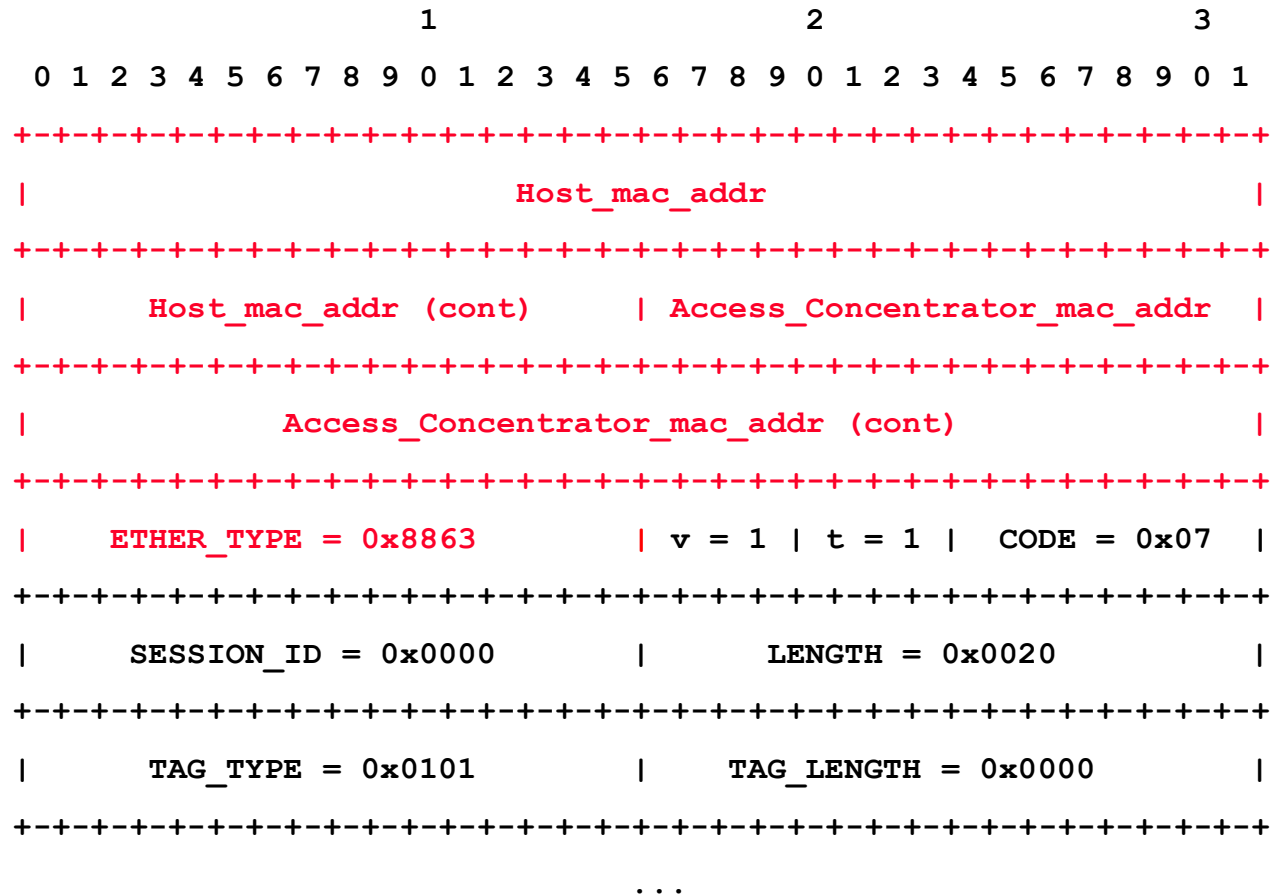 1                   2                   3
 0 1 2 3 4 5 6 7 8 9 0 1 2 3 4 5 6 7 8 9 0 1 2 3 4 5 6 7 8 9 0 1
+-+-+-+-+-+-+-+-+-+-+-+-+-+-+-+-+-+-+-+-+-+-+-+-+-+-+-+-+-+-+-+-+
|                         Host_mac_addr                         |
+-+-+-+-+-+-+-+-+-+-+-+-+-+-+-+-+-+-+-+-+-+-+-+-+-+-+-+-+-+-+-+-+
|      Host_mac_addr (cont)     | Access_Concentrator_mac_addr  |
+-+-+-+-+-+-+-+-+-+-+-+-+-+-+-+-+-+-+-+-+-+-+-+-+-+-+-+-+-+-+-+-+
|             Access_Concentrator_mac_addr (cont)               |
+-+-+-+-+-+-+-+-+-+-+-+-+-+-+-+-+-+-+-+-+-+-+-+-+-+-+-+-+-+-+-+-+
|    ETHER_TYPE = 0x8863        | v = 1 | t = 1 |  CODE = 0x07  |
+-+-+-+-+-+-+-+-+-+-+-+-+-+-+-+-+-+-+-+-+-+-+-+-+-+-+-+-+-+-+-+-+
|     SESSION_ID = 0x0000       |      LENGTH = 0x0020          |
+-+-+-+-+-+-+-+-+-+-+-+-+-+-+-+-+-+-+-+-+-+-+-+-+-+-+-+-+-+-+-+-+
|      TAG_TYPE = 0x0101        |    TAG_LENGTH = 0x0000        |
+-+-+-+-+-+-+-+-+-+-+-+-+-+-+-+-+-+-+-+-+-+-+-+-+-+-+-+-+-+-+-+-+
                               ...